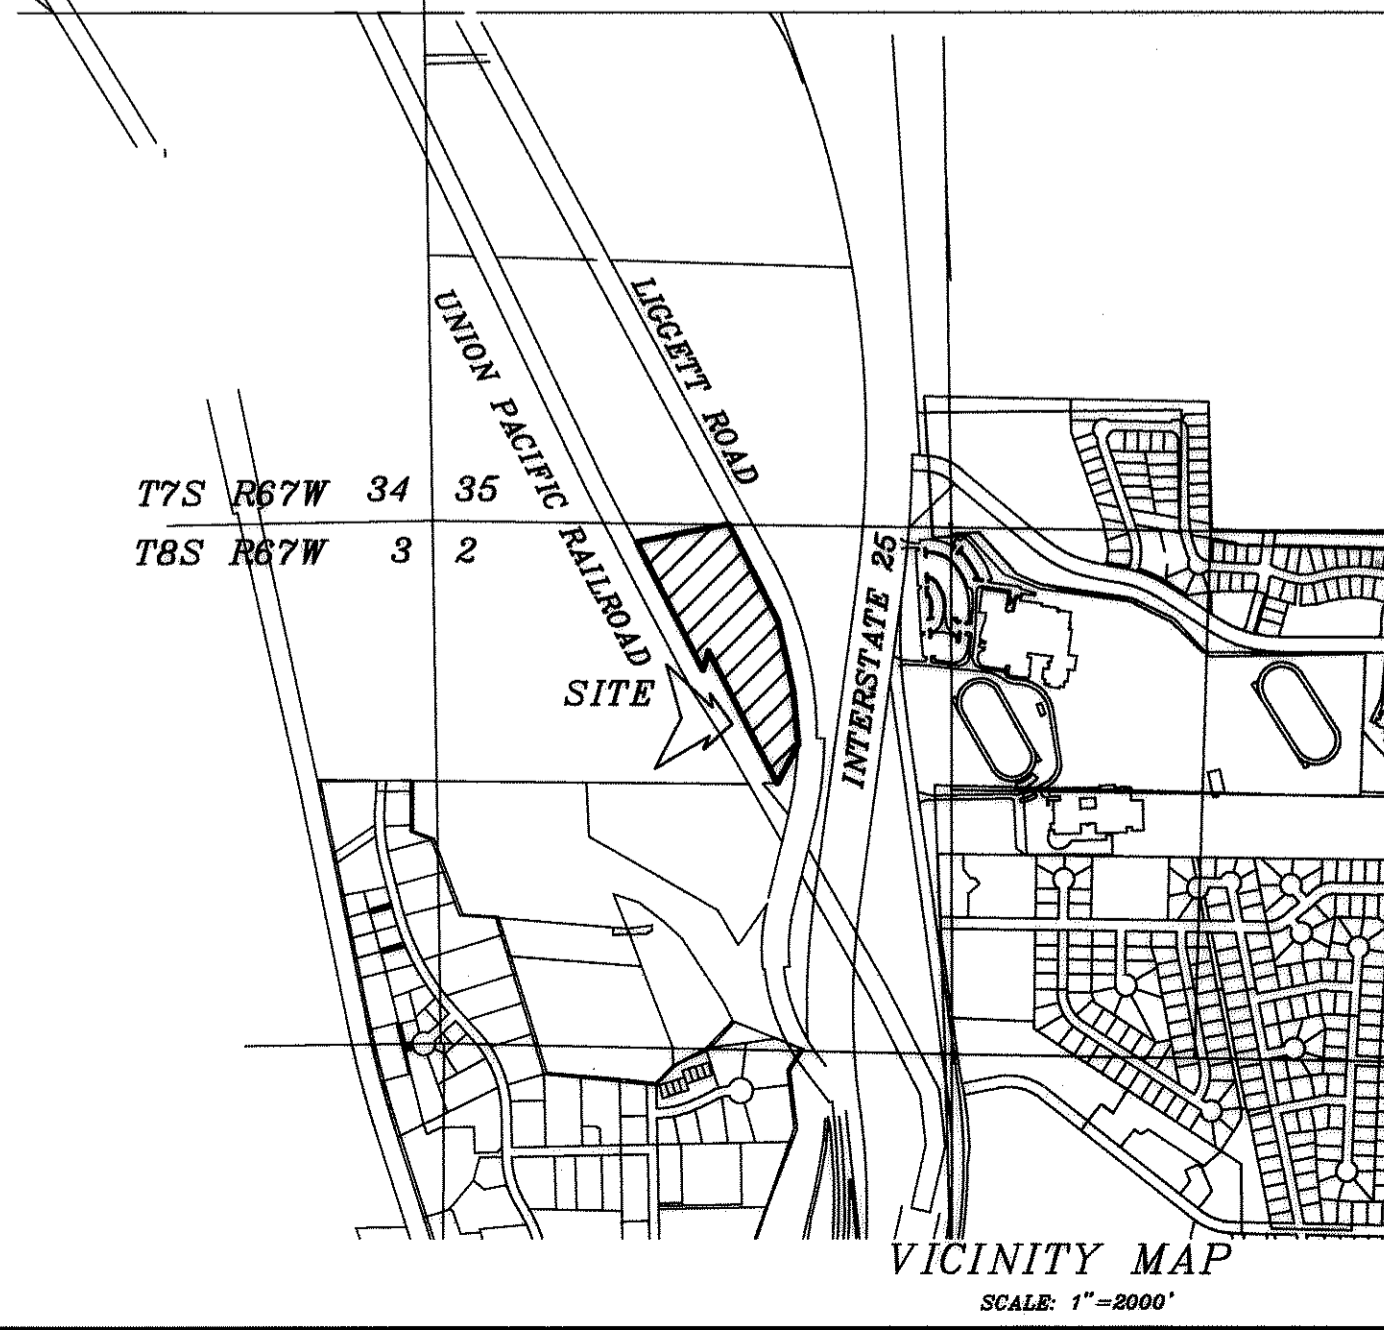 LIGGETT ROAD
UNION PACIFIC RAILROAD
T7S R67W 34 35
T8S R67W 3 2
INTERSTATE 25
SITE
VICINITY MAP
SCALE: 1"=2000'